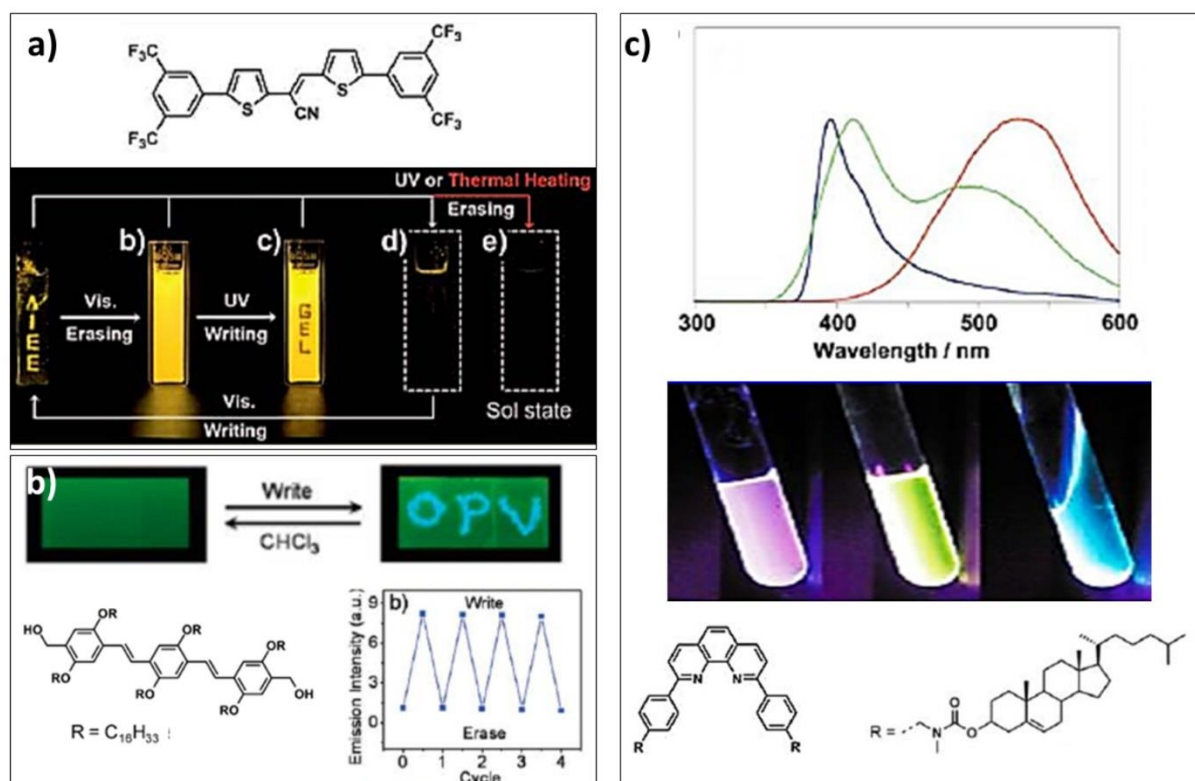 a)
CF₃
F₃C
S
S
CN
F₃C
CF₃
UV or Thermal Heating
Erasing
b)
c)
d)
e)
AIEE
Vis.
Erasing
UV
Writing
GEL
Vis.
Writing
Sol state
b)
Write
CHCl₃
OPV
HO
OR
OR
OR
RO
RO
RO
OH
R = C₁₆H₃₃
b)
Emission Intensity (a.u.)
9
6
3
0
Write
Erase
0 1 2 3 4
Cycle
c)
300 400 500 600
Wavelength / nm
N N
R R
R =
N
O
O